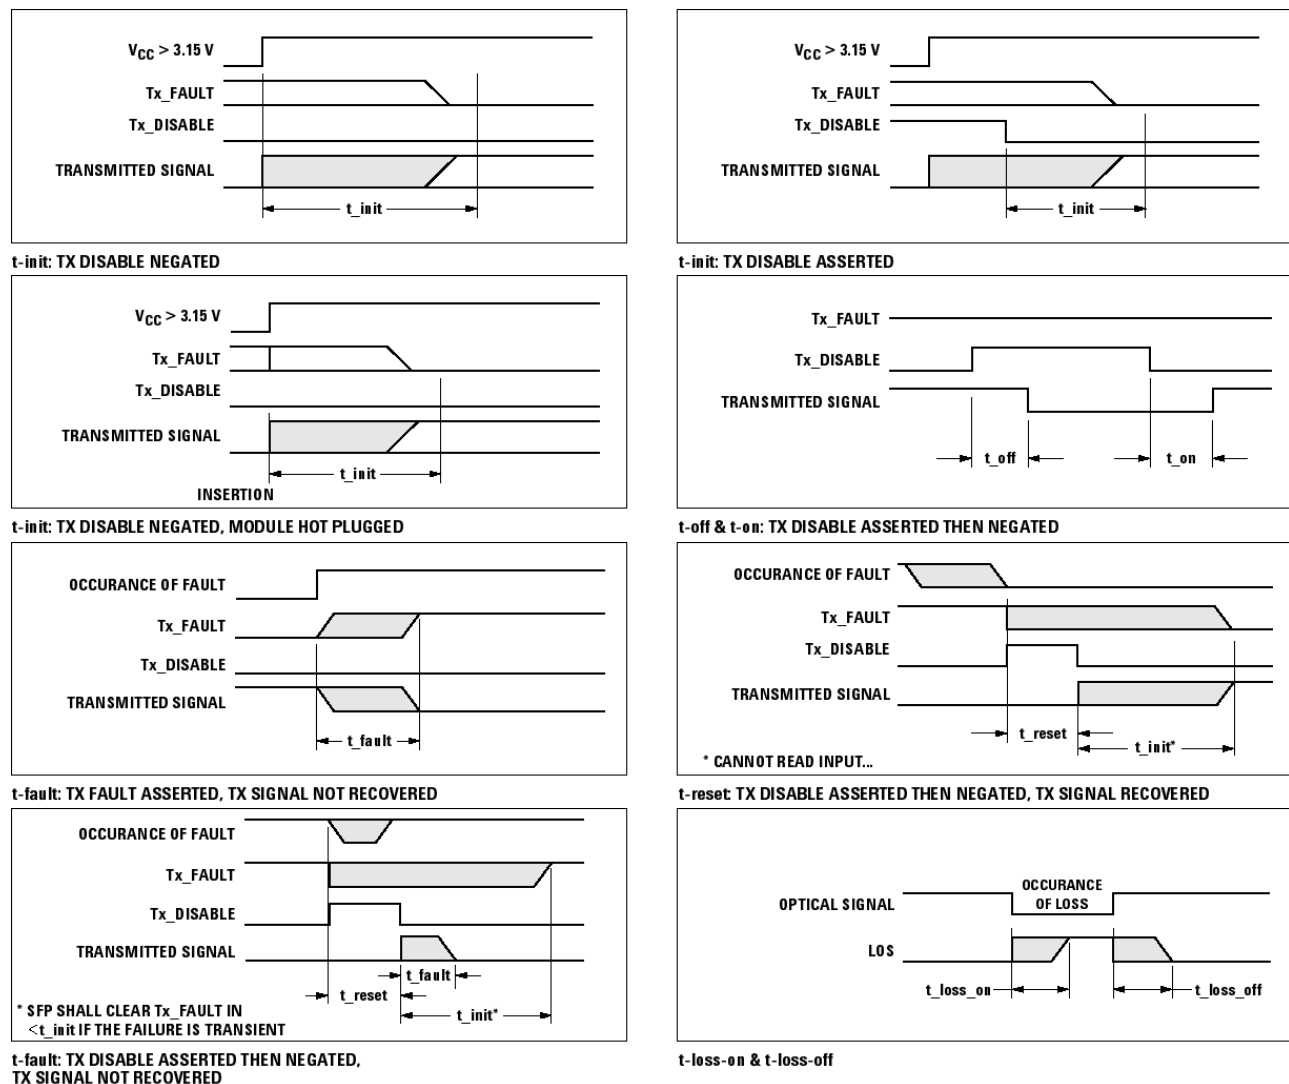 V_CC > 3.15 V
Tx_FAULT
Tx_DISABLE
TRANSMITTED SIGNAL
t_init
t-init: TX DISABLE NEGATED
V_CC > 3.15 V
Tx_FAULT
Tx_DISABLE
TRANSMITTED SIGNAL
t_init
t-init: TX DISABLE ASSERTED
V_CC > 3.15 V
Tx_FAULT
Tx_DISABLE
TRANSMITTED SIGNAL
t_init
INSERTION
t-init: TX DISABLE NEGATED, MODULE HOT PLUGGED
Tx_FAULT
Tx_DISABLE
TRANSMITTED SIGNAL
t_off
t_on
t-off & t-on: TX DISABLE ASSERTED THEN NEGATED
OCCURANCE OF FAULT
Tx_FAULT
Tx_DISABLE
TRANSMITTED SIGNAL
t_fault
t-fault: TX FAULT ASSERTED, TX SIGNAL NOT RECOVERED
OCCURANCE OF FAULT
Tx_FAULT
Tx_DISABLE
TRANSMITTED SIGNAL
t_reset
t_init*
* CANNOT READ INPUT...
t-reset: TX DISABLE ASSERTED THEN NEGATED, TX SIGNAL RECOVERED
OCCURANCE OF FAULT
Tx_FAULT
Tx_DISABLE
TRANSMITTED SIGNAL
t_fault
t_reset
t_init*
* SFP SHALL CLEAR Tx_FAULT IN
<t_init IF THE FAILURE IS TRANSIENT
t-fault: TX DISABLE ASSERTED THEN NEGATED,
TX SIGNAL NOT RECOVERED
OCCURANCE
OF LOSS
OPTICAL SIGNAL
LOS
t_loss_on
t_loss_off
t-loss-on & t-loss-off